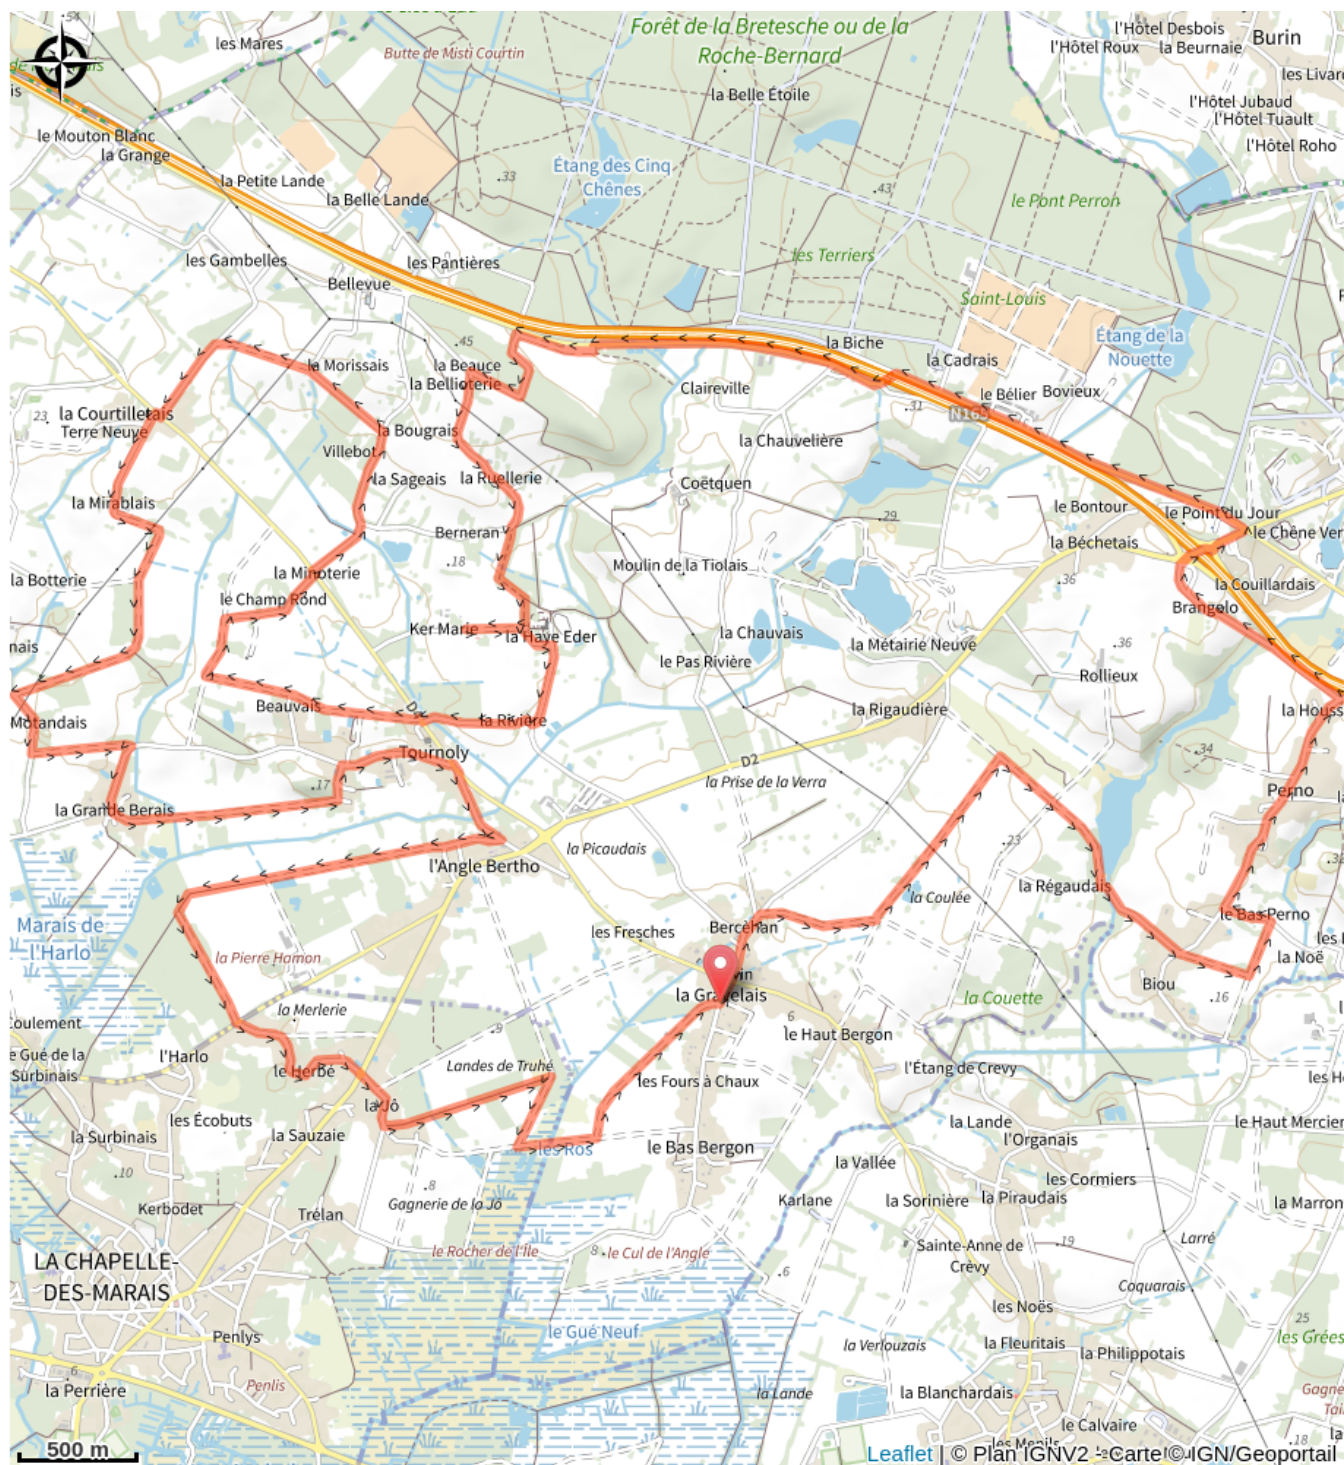 les Mares
Butte de Misti Courtin
Forêt de la Bretesche ou de la
Roche-Bernard
l'Hôtel Desbois
l'Hôtel Roux
la Beurnaie
Burin
la Belle Étoile
l'Hôtel Jubaud
l'Hôtel Tuault
l'Hôtel Roho
le Mouton Blanc
la Grange
la Petite Lande
la Belle Lande
.33
Étang des Cinq
Chênes
.43
le Pont Perron
les Gambelles
les Pantières
Bellevue
les Terriers
Saint-Louis
Étang de la
Nouette
.45
la Biche
la Morissais
la Beauce
la Bellioterie
la Cadrais
Claireville
le Bélier
Bovieux
23
la Courtilletais
Terre Neuve
.31
N165
la Bougrais
la Chauvelière
Villebot
la Sageais
la Ruellerie
Coëtquen
la Mirablais
le Bontour
le Point du Jour
.29
Berneran
la Béchetais
.18
la Botterie
la Minoterie
Moulin de la Tiolais
.36
la Couillardais
le Champ Rond
Brangolo
Ker Marie
la Haye Eder
la Chauvais
la Métairie Neuve
.36
le Pas Rivière
Rollieux
Beauvais
la Rivière
la Rigaudière
Motandais
Tournoly
.34
D2
.17
la Prise de la Verra
Perno
la Grande Berais
la Picaudais
.23
l'Angle Bertho
la Régaudais
la Coulée
le Bas Perno
Marais de
l'Harlo
les Fresches
Bercéhan
la Pierre Hamon
la Noë
la Gravelais
Biou
la Couette
.16
la Merlerie
6
.9
le Haut Bergon
l'Harlo
le Gué de la
Surbinais
le Herbé
Landes de Truhé
l'Étang de Crevy
les Fours à Chaux
la Jô
les Écobuts
la Surbinais
la Sauzaie
la Lande
le Haut Mercier
l'Organais
les Ros
le Bas Bergon
la Vallée
.10
.8
les Cormiers
Kerbodet
Gagnerie de la Jô
Karlane
la Sorinière
la Piraudais
Trélan
le Rocher de l'Île
8
le Cul de l'Angle
Sainte-Anne de
Crévy
.19
Larré
LA CHAPELLE-
DES-MARAIS
.6
Coquarais
les Noës
25
Penlys
le Gué Neuf
la Verlouzais
la Fleuritais
la Philippotais
6
la Perrière
Penlis
la Lande
la Blanchardais
le Calvaire
500 m
.18
Leaflet | © Plan IGNV2 - Carte © IGN/Geoportail